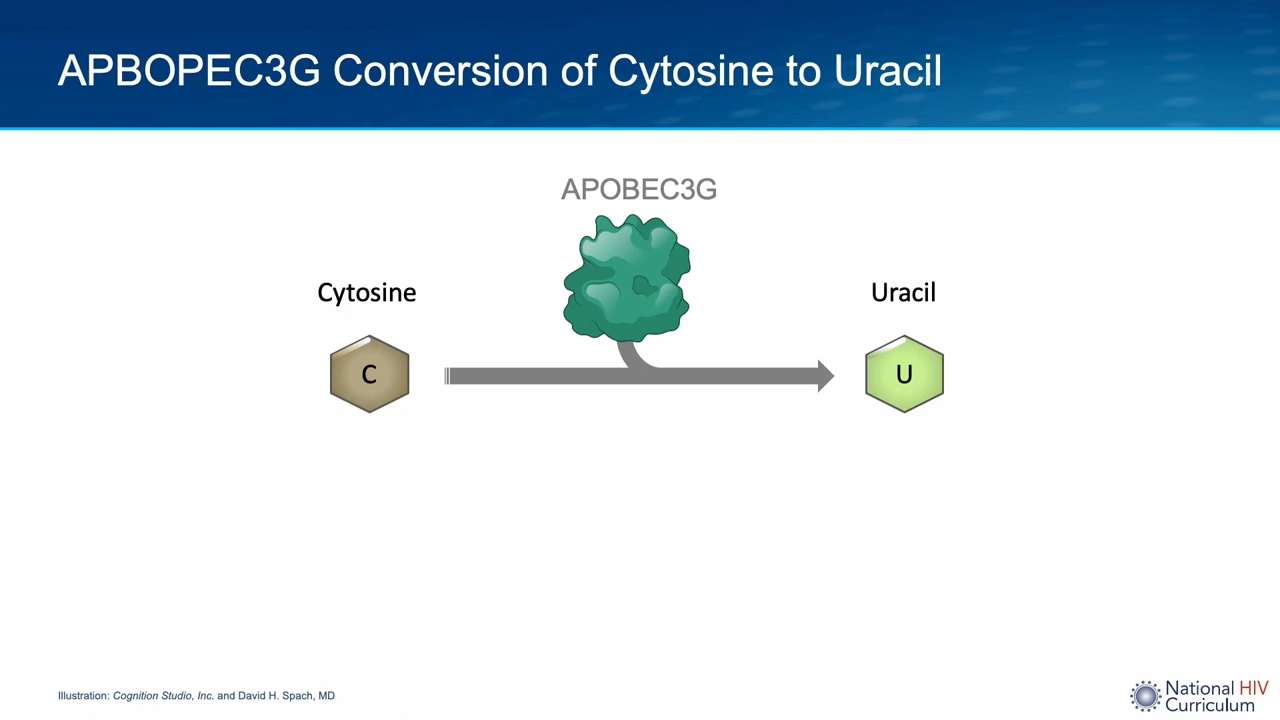 APBOPEC3G Conversion of Cytosine to Uracil
APOBEC3G
Cytosine
Uracil
C
U
Illustration: Cognition Studio, Inc. and David H. Spach, MD
National HIV
Curriculum